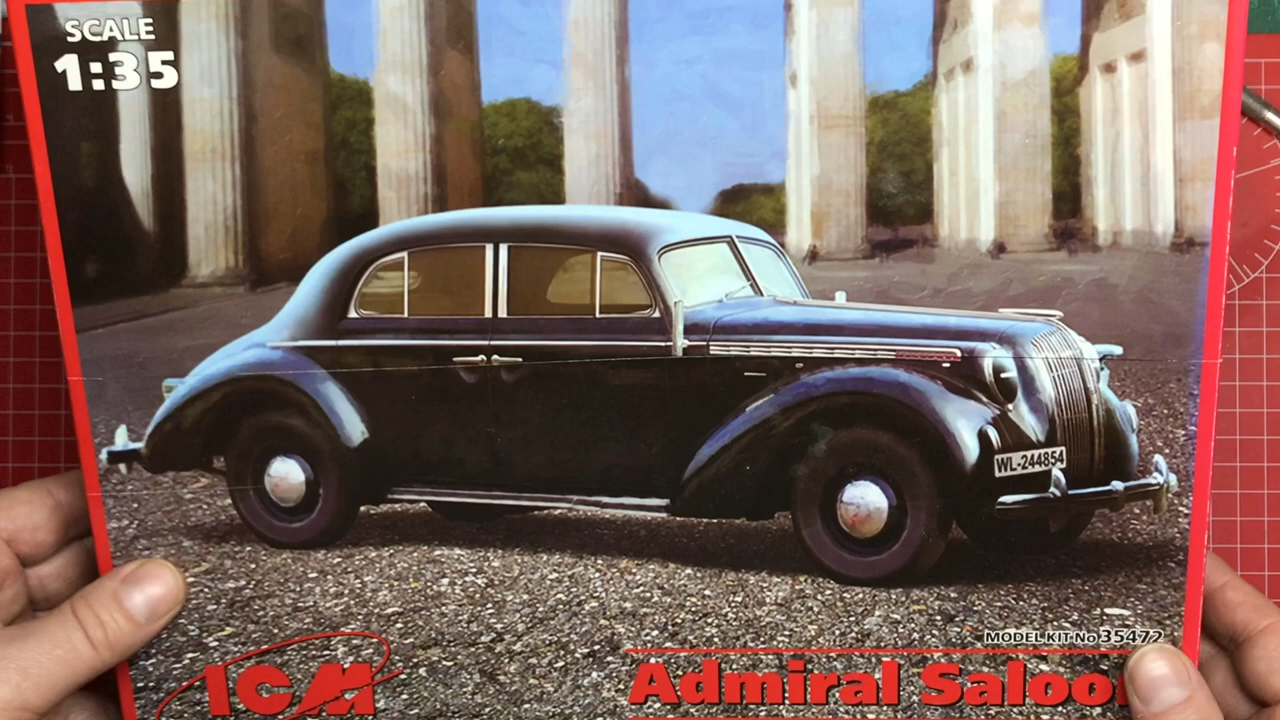 SCALE
1:35
WL-244854
MODEL KIT No 35472
ICM
Admiral Saloo